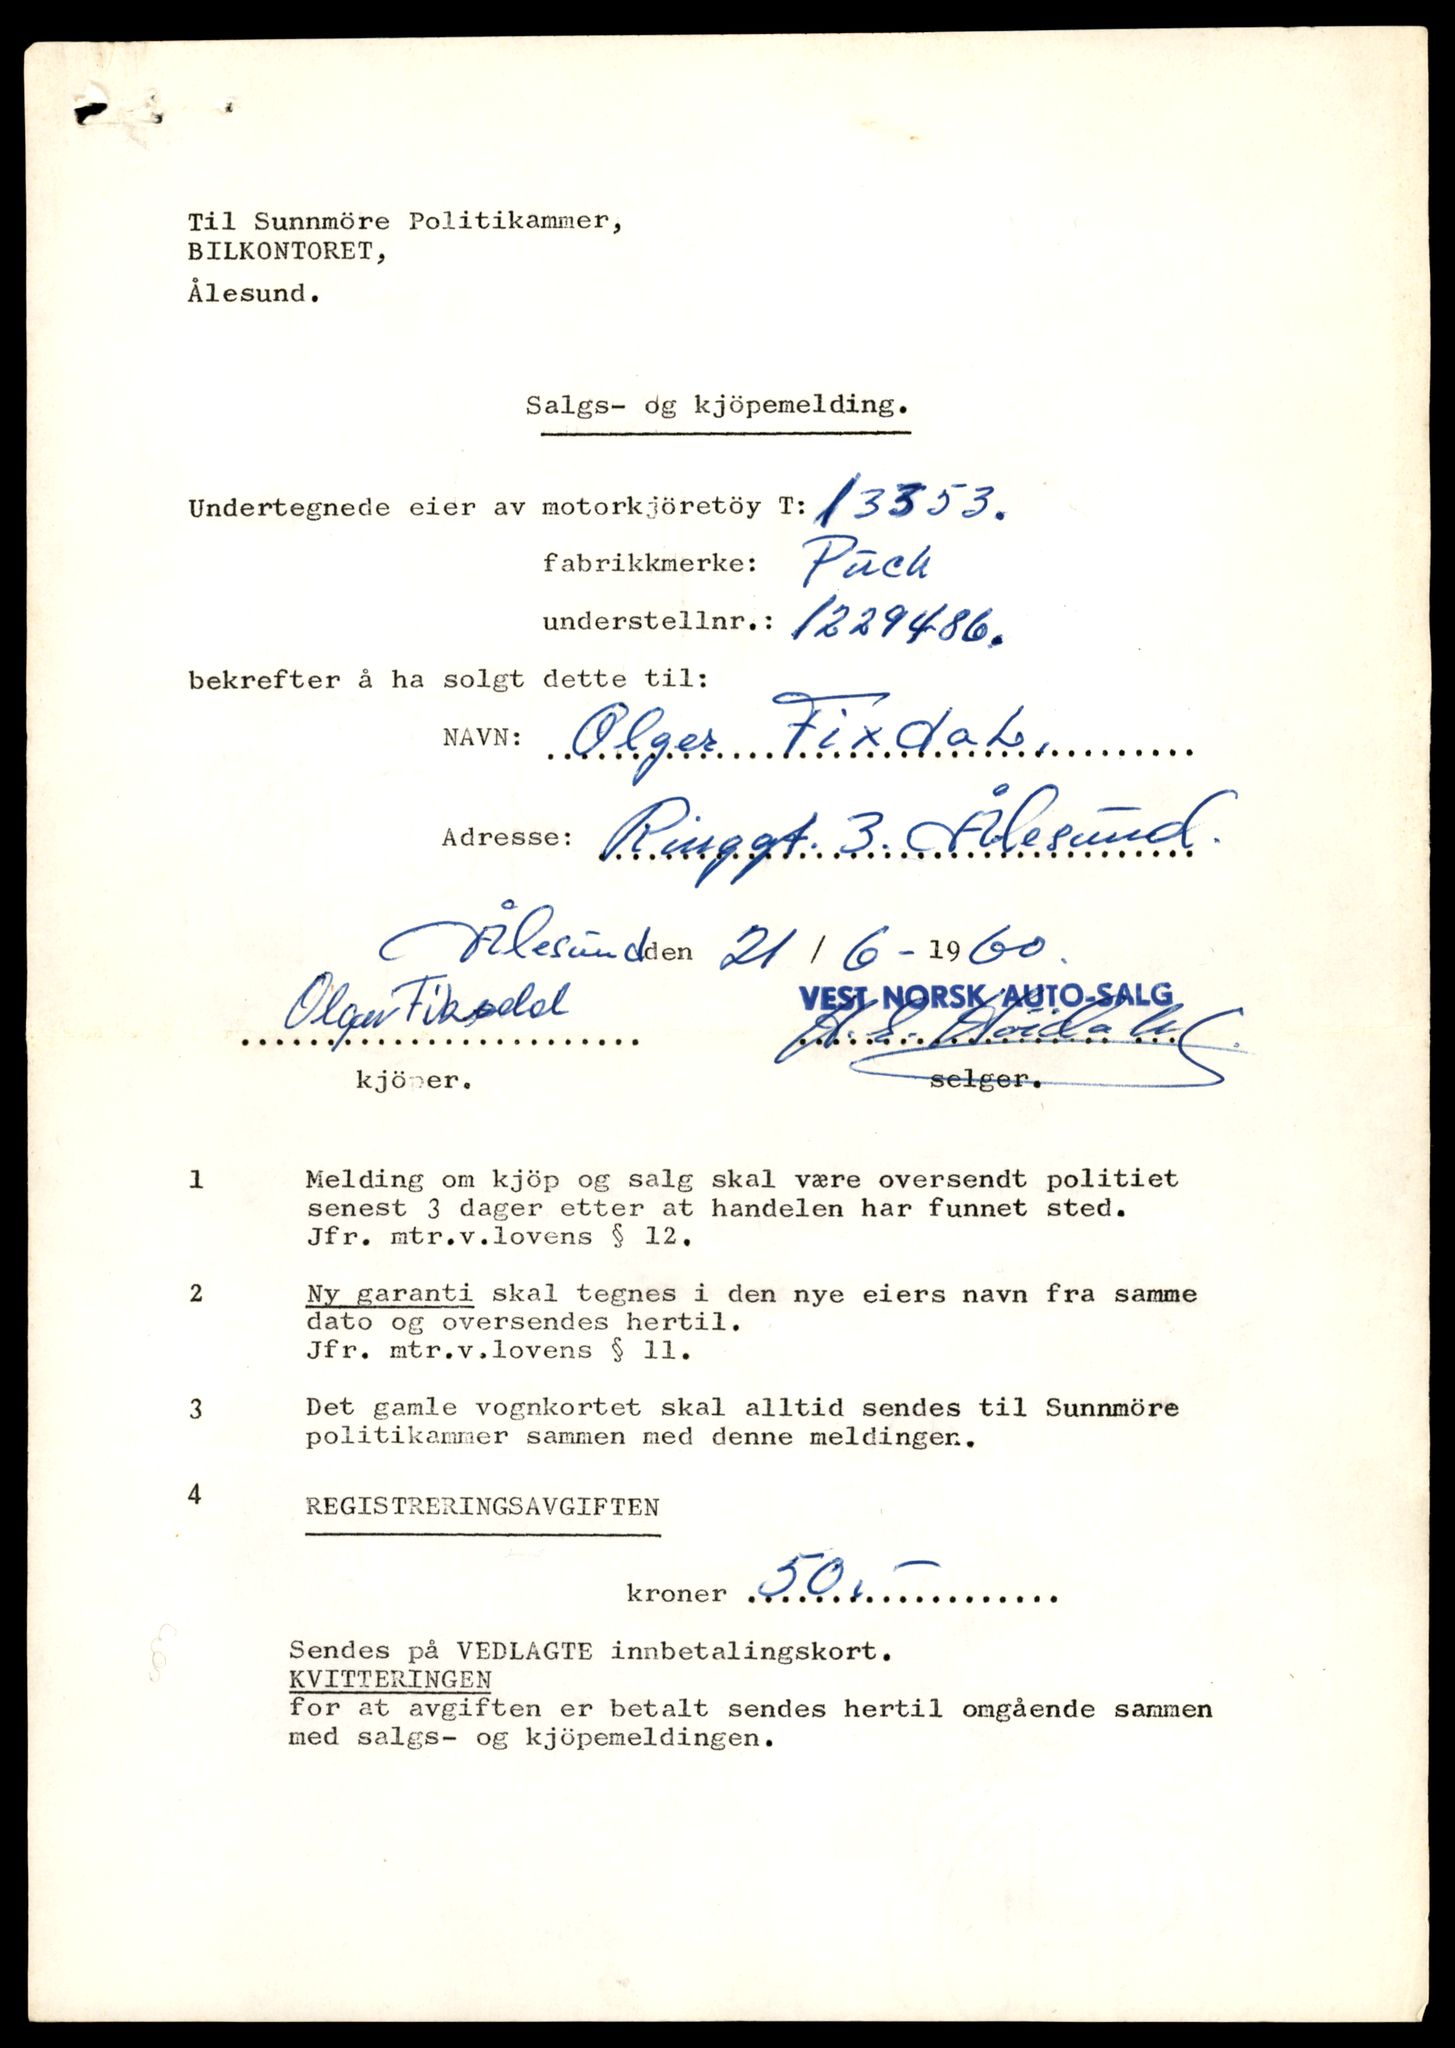 Til Sunnmöre Politikammer,
BILKONTORET,
Ålesund.
Salgs- og kjöpemelding.
Undertegnede eier av motorkjöretöy T: 13353.
fabrikkmerke: Puch
understellnr.: 1229486.
bekrefter å ha solgt dette til:
NAVN: Olger Fixdal.
Adresse: Ringgt. 3. Ålesund.
Ålesund den 21 / 6 - 1960.
VEST NORSK AUTO-SALG
Olger Fiksdal
kjöper. selger.
1 Melding om kjöp og salg skal være oversendt politiet
senest 3 dager etter at handelen har funnet sted.
Jfr. mtr.v.lovens § 12.
2 Ny garanti skal tegnes i den nye eiers navn fra samme
dato og oversendes hertil.
Jfr. mtr.v.lovens § 11.
3 Det gamle vognkortet skal alltid sendes til Sunnmöre
politikammer sammen med denne meldingen.
4 REGISTRERINGSAVGIFTEN
kroner 50,-
Sendes på VEDLAGTE innbetalingskort.
KVITTERINGEN
for at avgiften er betalt sendes hertil omgående sammen
med salgs- og kjöpemeldingen.